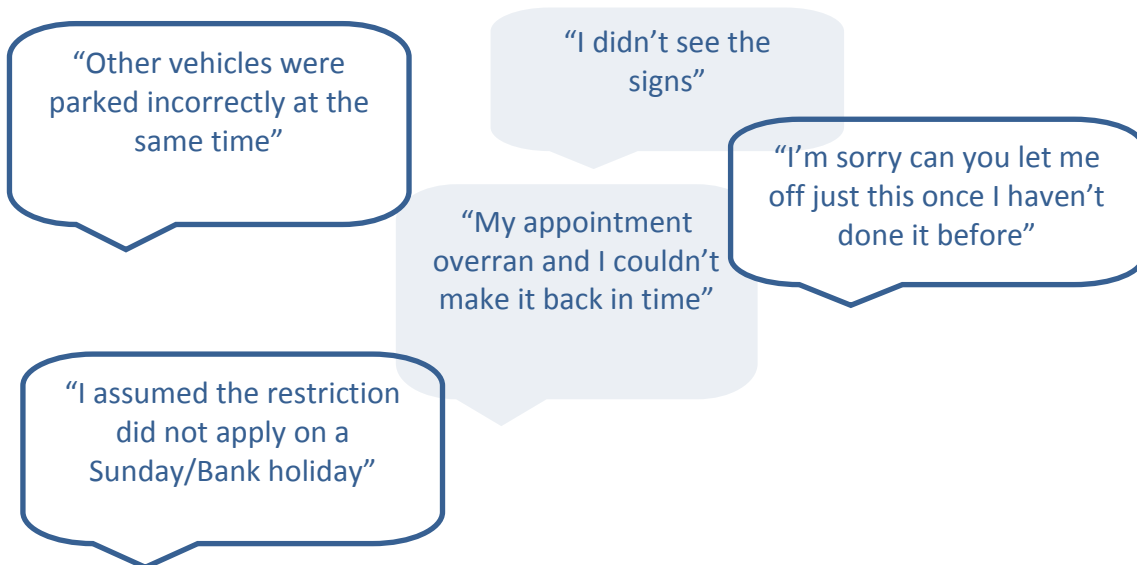 “Other vehicles were
parked incorrectly at the
same time”
“I didn’t see the
signs”
“I’m sorry can you let me
off just this once I haven’t
done it before”
“My appointment
overran and I couldn’t
make it back in time”
“I assumed the restriction
did not apply on a
Sunday/Bank holiday”